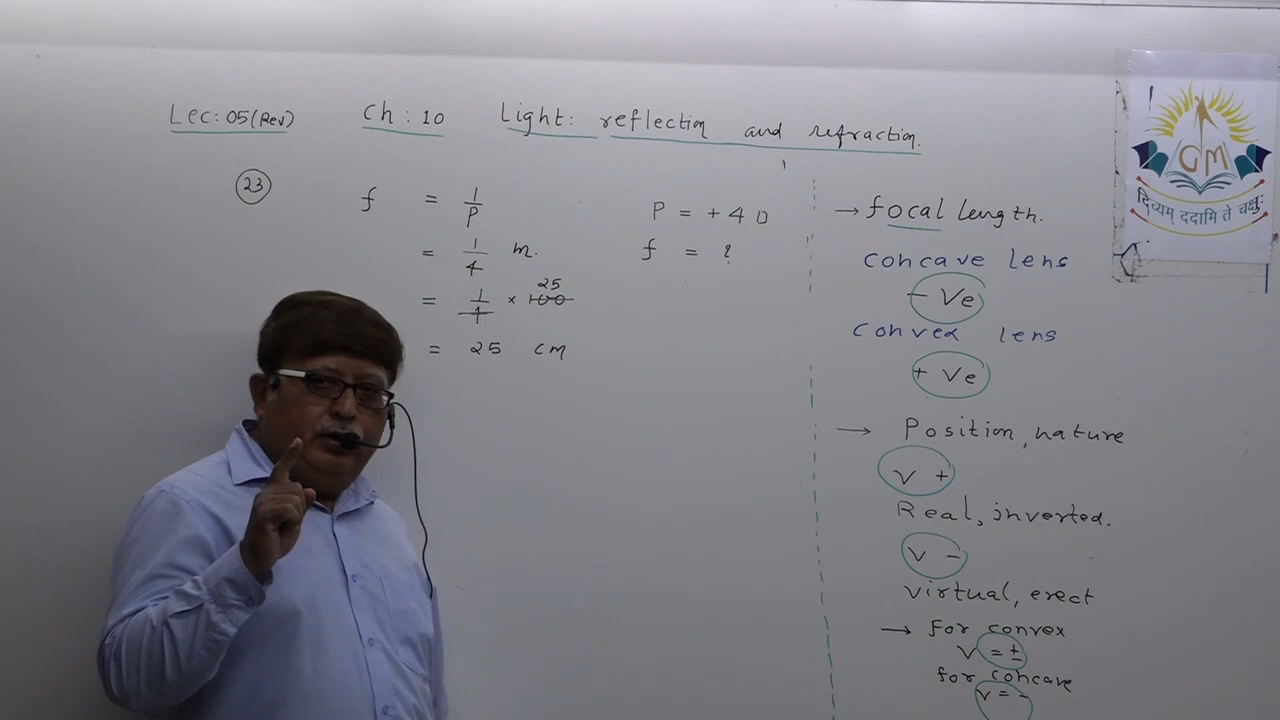 Lec: 05 (Rev) Ch: 10 Light: reflection and refraction.
23
f = 1/P
= 1/4 m.
= 1/4 × 100 25
= 25 cm
P = +4 D
f = ?
→ focal length.
concave lens
- Ve
convex lens
+ Ve
→ Position, nature
V +
Real, inverted.
V -
virtual, erect
→ For convex
V = ±
for concave
V = -
GM
दिव्यम् ददामि ते चक्षुः